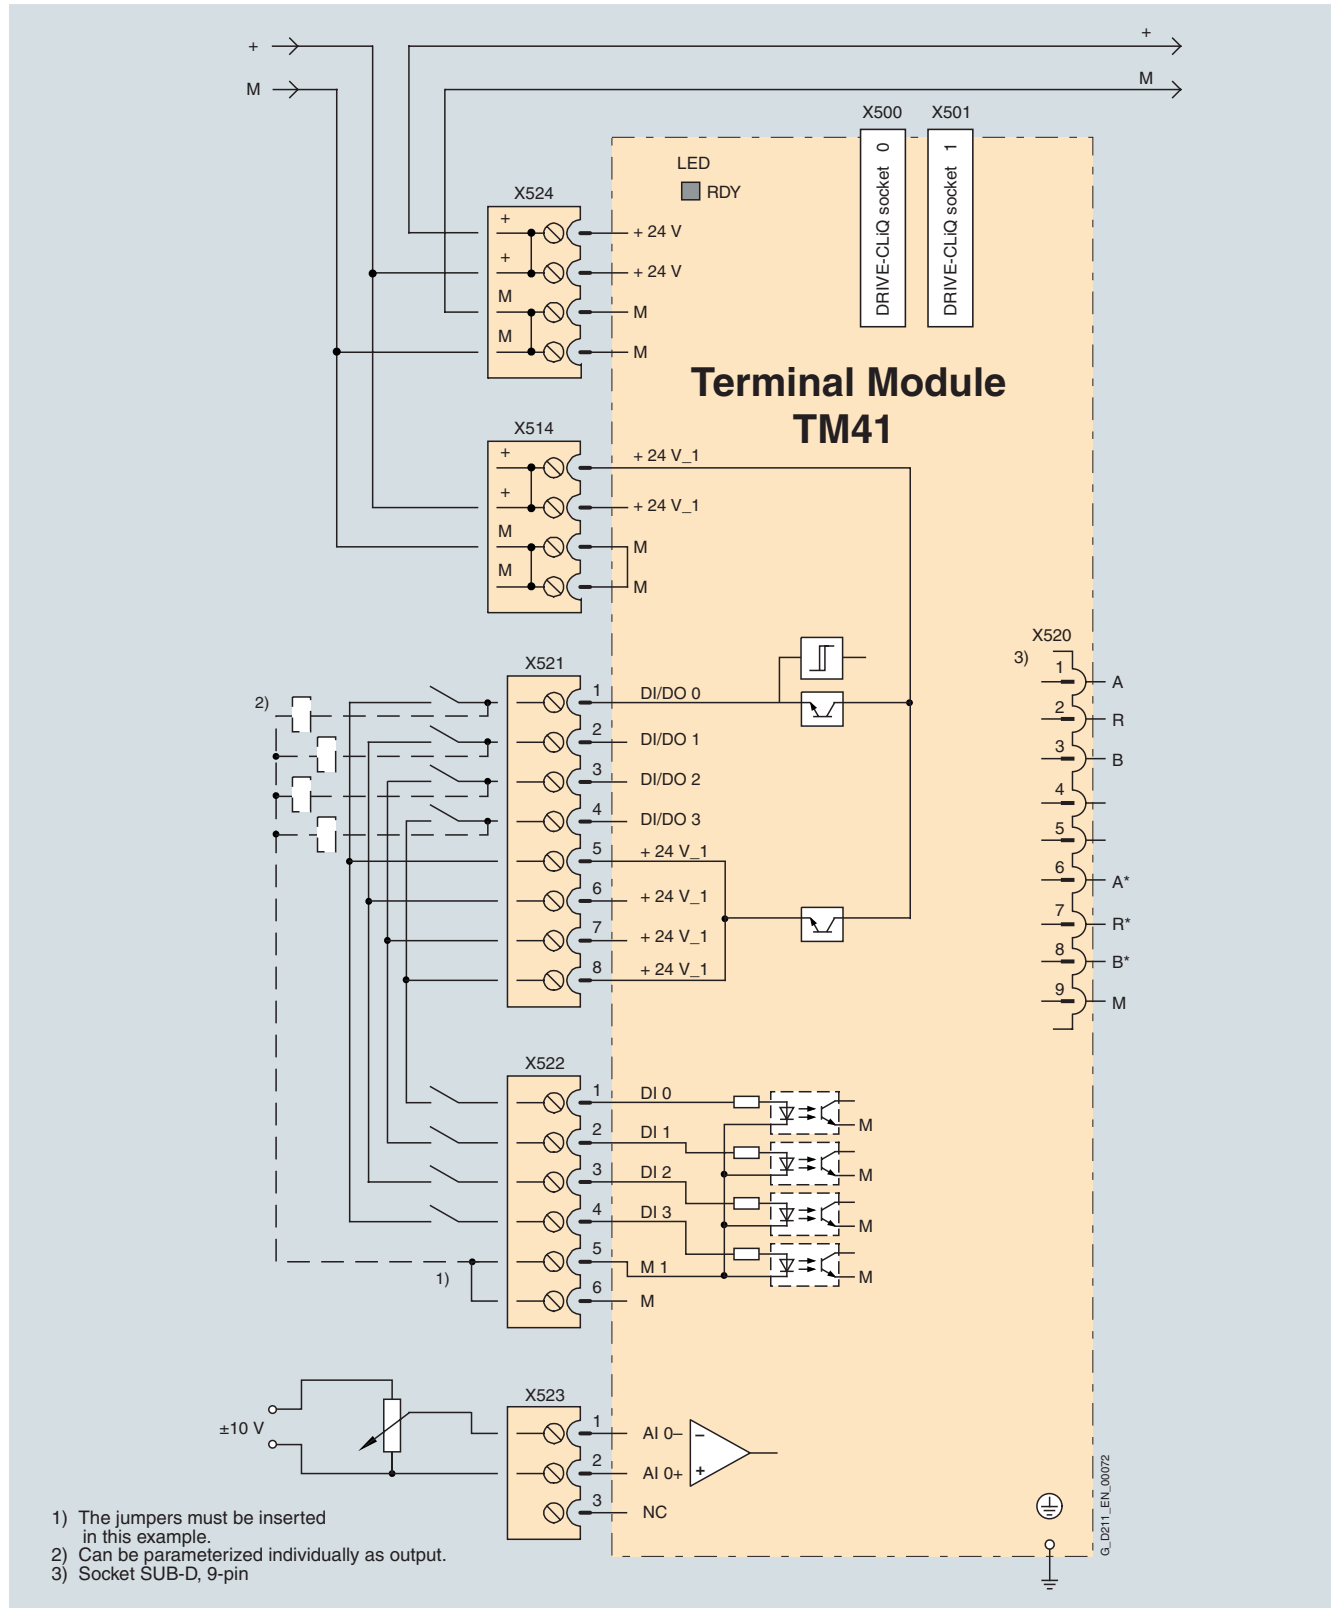 +
+
M
M
X500
X501
DRIVE-CLiQ socket 0
DRIVE-CLiQ socket 1
LED
RDY
X524
+
+ 24 V
+
+ 24 V
M
M
M
M
Terminal Module
TM41
X514
+
+ 24 V_1
+
+ 24 V_1
M
M
M
M
X521
2)
1
DI/DO 0
2
DI/DO 1
3
DI/DO 2
4
DI/DO 3
5
+ 24 V_1
6
+ 24 V_1
7
+ 24 V_1
8
+ 24 V_1
X520
3)
1
A
2
R
3
B
4
5
6
A*
7
R*
8
B*
9
M
X522
1
DI 0
M
2
DI 1
M
3
DI 2
M
4
DI 3
M
5
M 1
1)
6
M
X523
±10 V
1
AI 0–
–
2
AI 0+
+
3
NC
G_D211_EN_00072
1) The jumpers must be inserted
in this example.
2) Can be parameterized individually as output.
3) Socket SUB-D, 9-pin